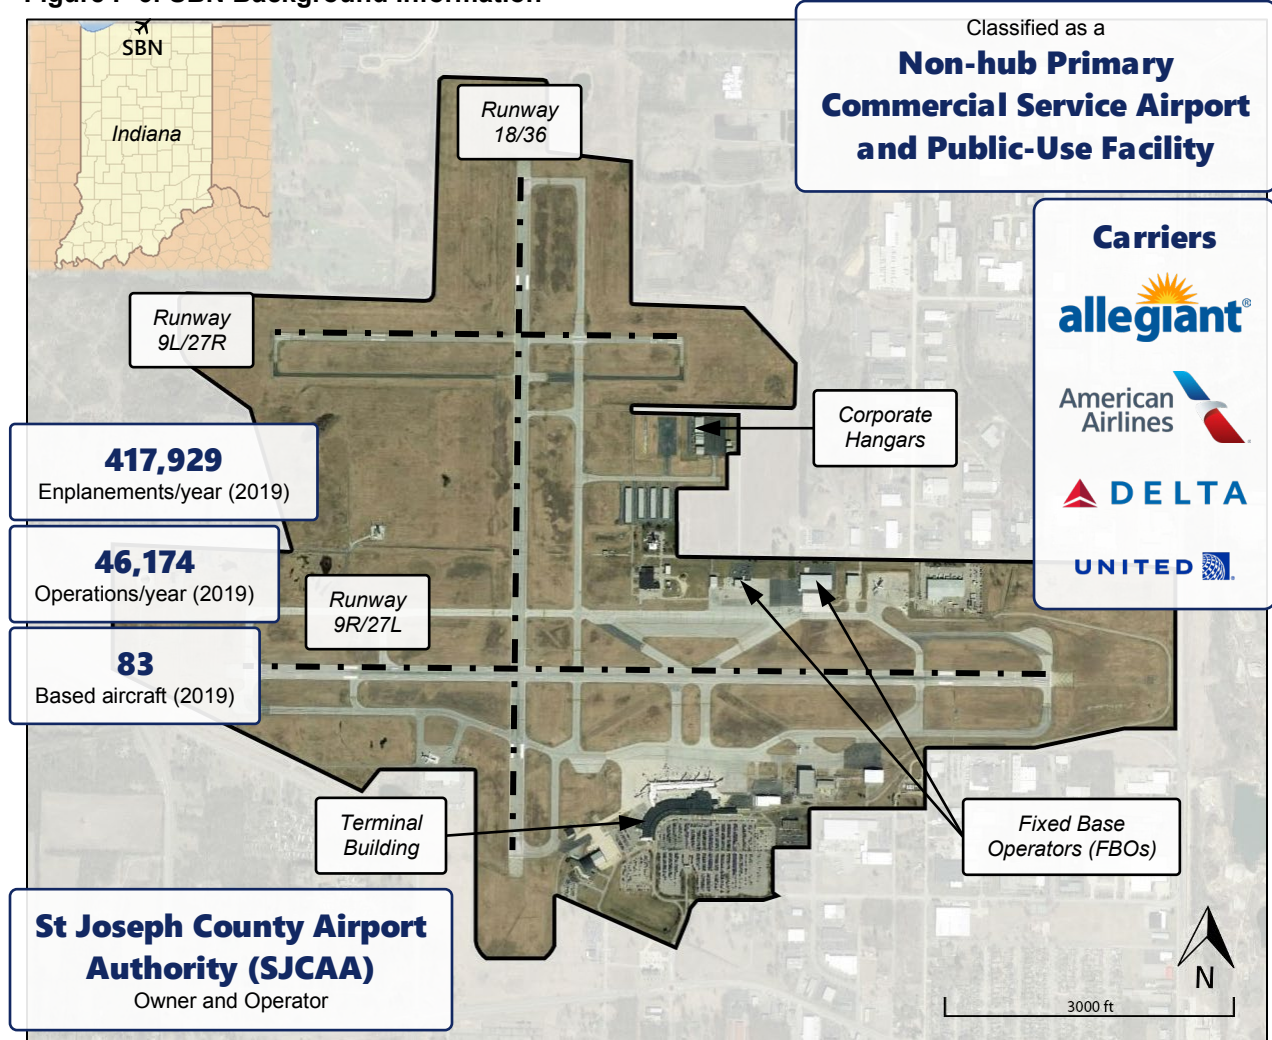 SBN
Indiana
Classified as a
Non-hub Primary
Commercial Service Airport
and Public-Use Facility
Runway
18/36
Carriers
allegiant®
American
Airlines
DELTA
UNITED
Runway
9L/27R
Corporate
Hangars
417,929
Enplanements/year (2019)
46,174
Operations/year (2019)
83
Based aircraft (2019)
Runway
9R/27L
Terminal
Building
Fixed Base
Operators (FBOs)
St Joseph County Airport
Authority (SJCAA)
Owner and Operator
N
3000 ft